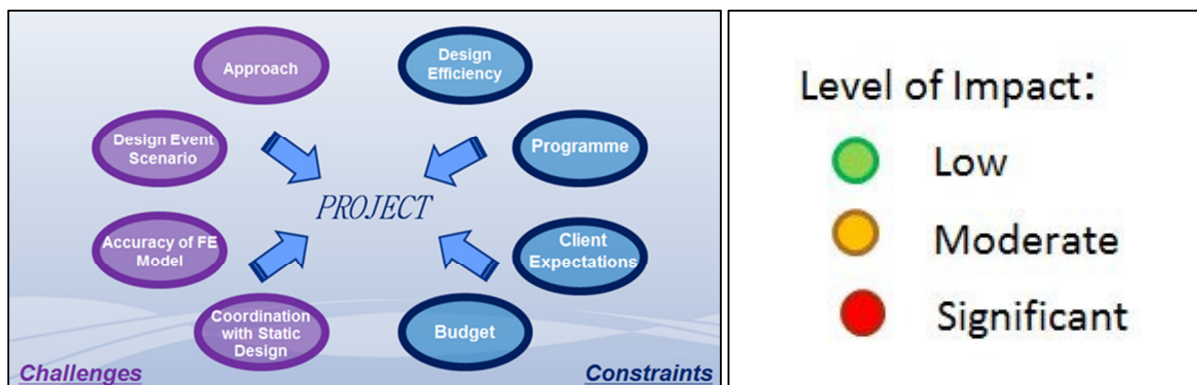 Approach
Design
Efficiency
Design Event
Scenario
Programme
PROJECT
Accuracy of FE
Model
Client
Expectations
Coordination
with Static
Design
Budget
Challenges
Constraints
Level of Impact:
Low
Moderate
Significant